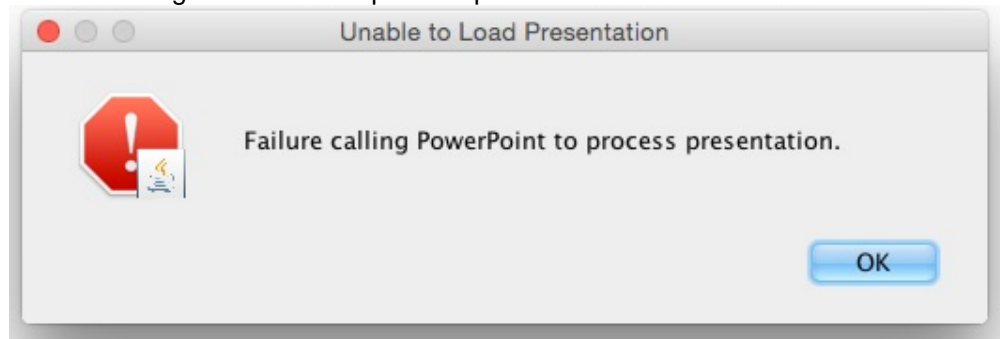 Unable to Load Presentation
Failure calling PowerPoint to process presentation.
OK